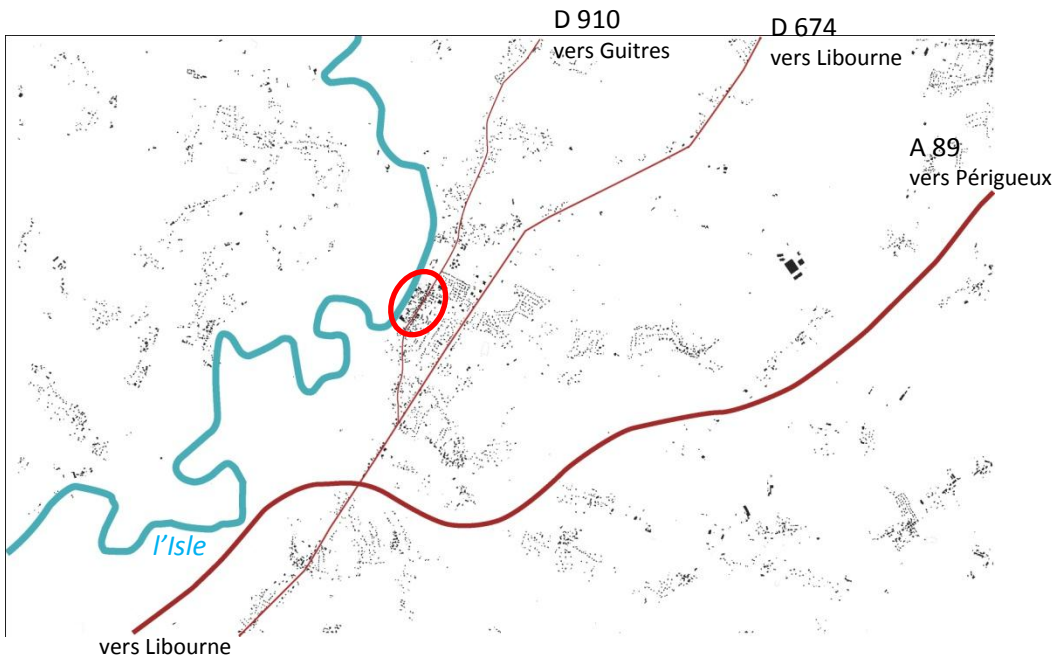 D 910
vers Guitres
D 674
vers Libourne
A 89
vers Périgueux
l'Isle
vers Libourne